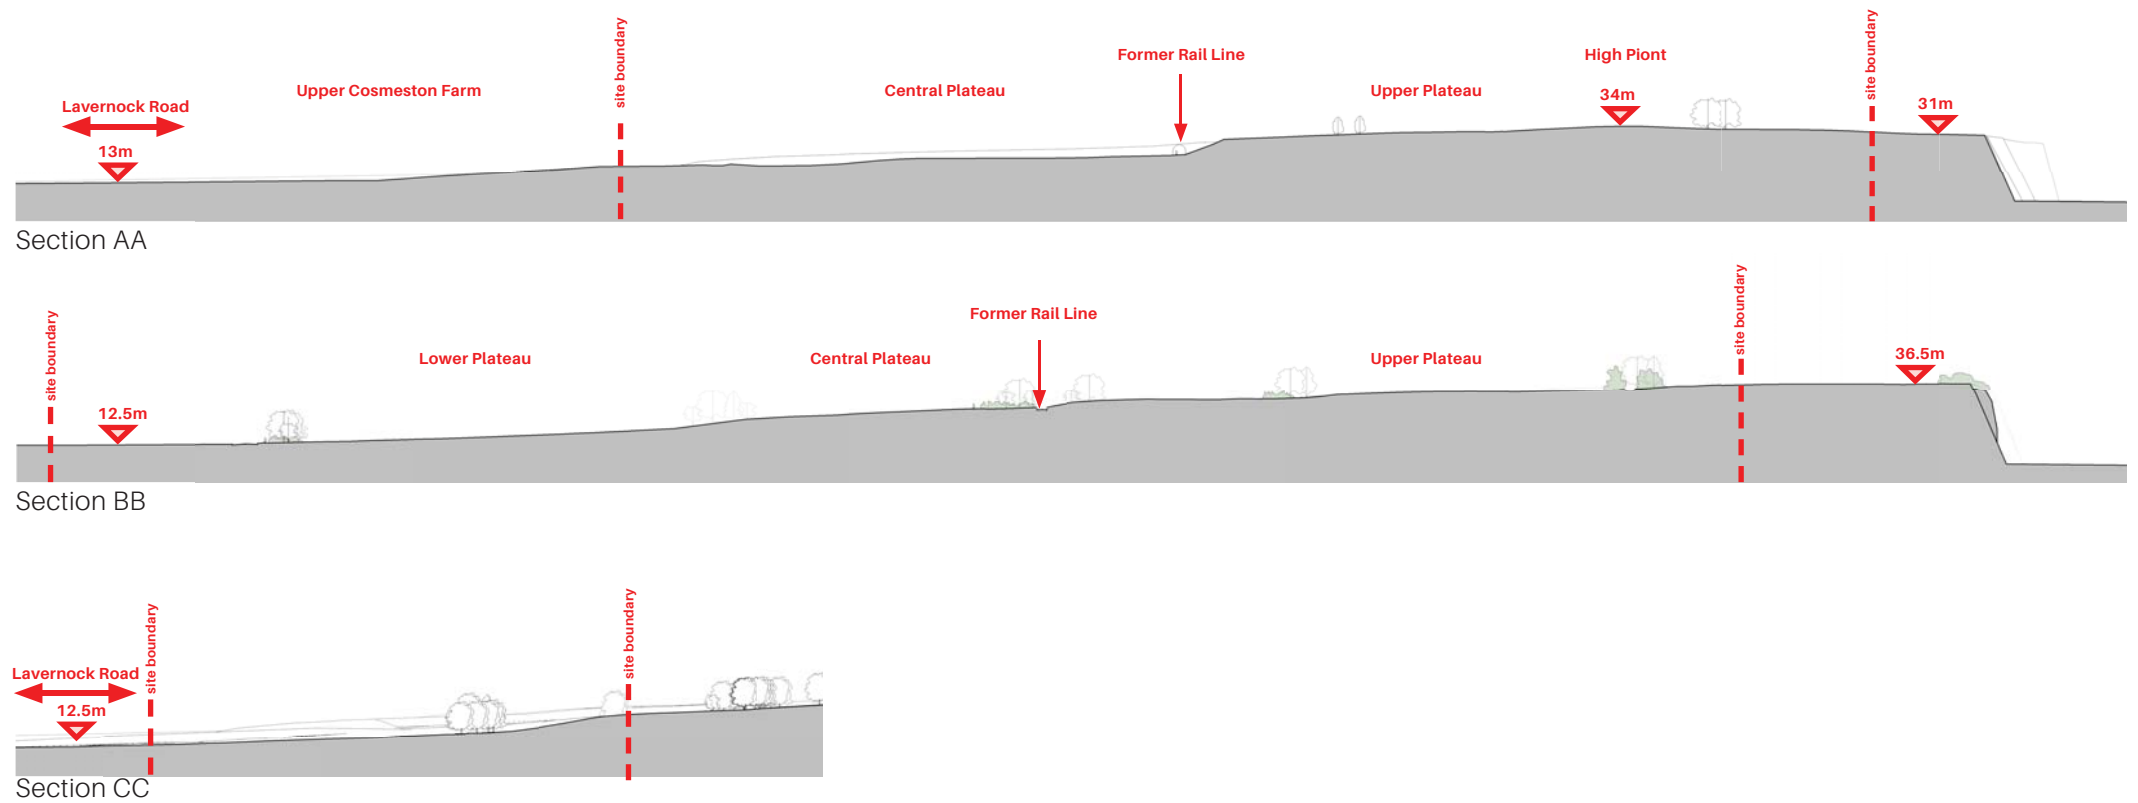 Lavernock Road
13m
Upper Cosmeston Farm
site boundary
Central Plateau
Former Rail Line
Upper Plateau
High Piont
34m
site boundary
31m
Section AA
site boundary
12.5m
Lower Plateau
Central Plateau
Former Rail Line
Upper Plateau
site boundary
36.5m
Section BB
Lavernock Road
12.5m
site boundary
site boundary
Section CC